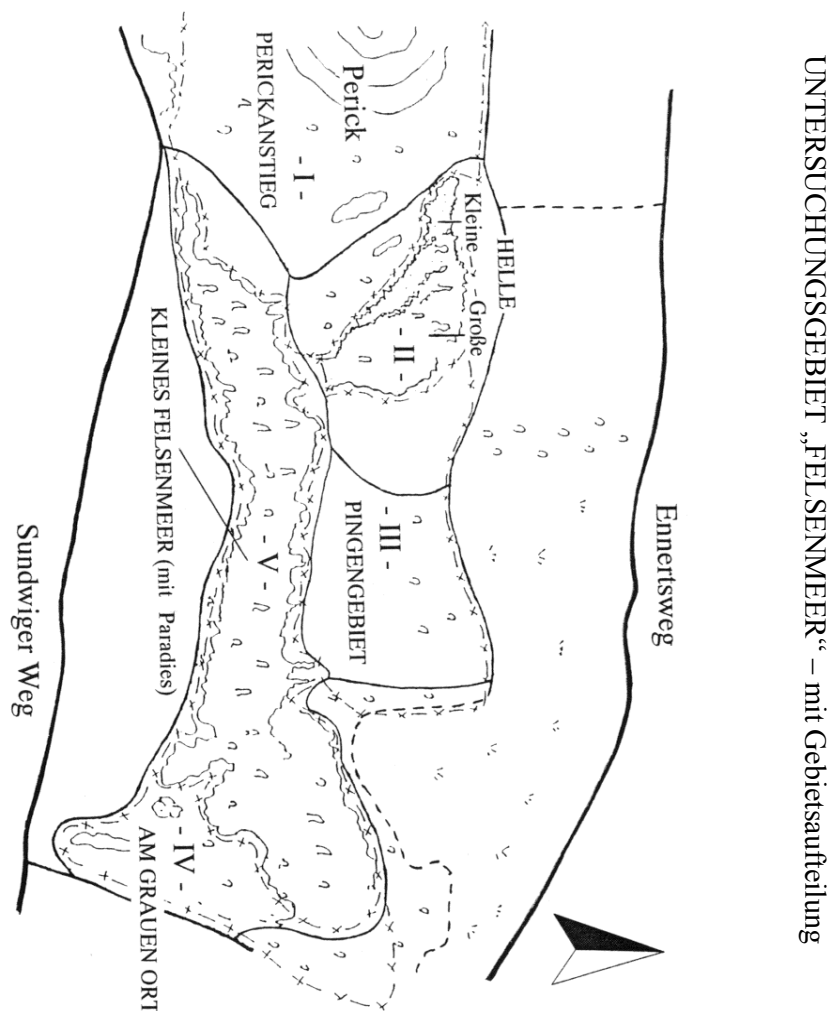 UNTERSUCHUNGSGEBIET „FELSENMEER“ – mit Gebietsaufteilung
Ennertsweg
HELLE
Kleine
Große
- II -
Perick
- I -
PERICKANSTIEG
- III -
PINGENGEBIET
- V -
KLEINES FELSENMEER (mit Paradies)
- IV -
AM GRAUEN ORT
Sundwiger Weg